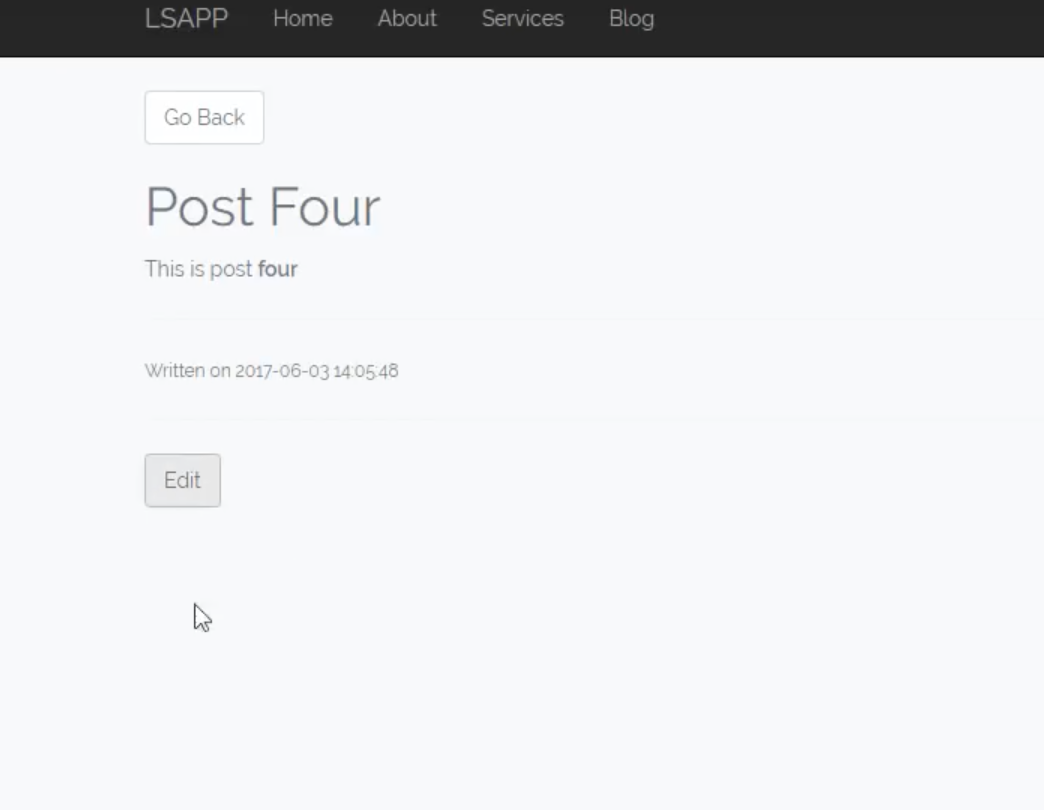 LSAPP Home About Services Blog
Go Back
Post Four
This is post four
Written on 2017-06-03 14:05:48
Edit